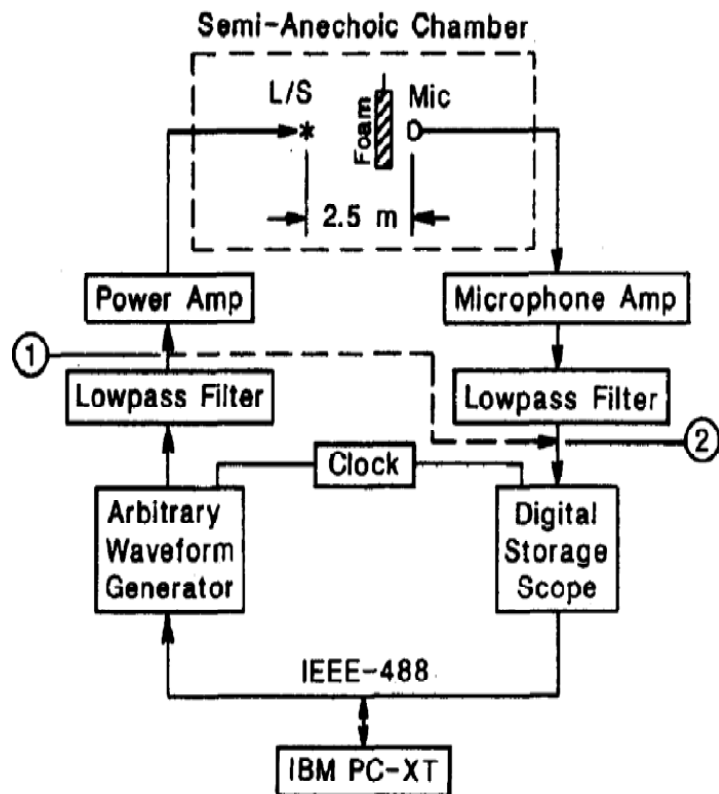 Semi-Anechoic Chamber
L/S
Mic
Foam
2.5 m
Power Amp
Microphone Amp
1
Lowpass Filter
Lowpass Filter
2
Clock
Arbitrary
Waveform
Generator
Digital
Storage
Scope
IEEE-488
IBM PC-XT